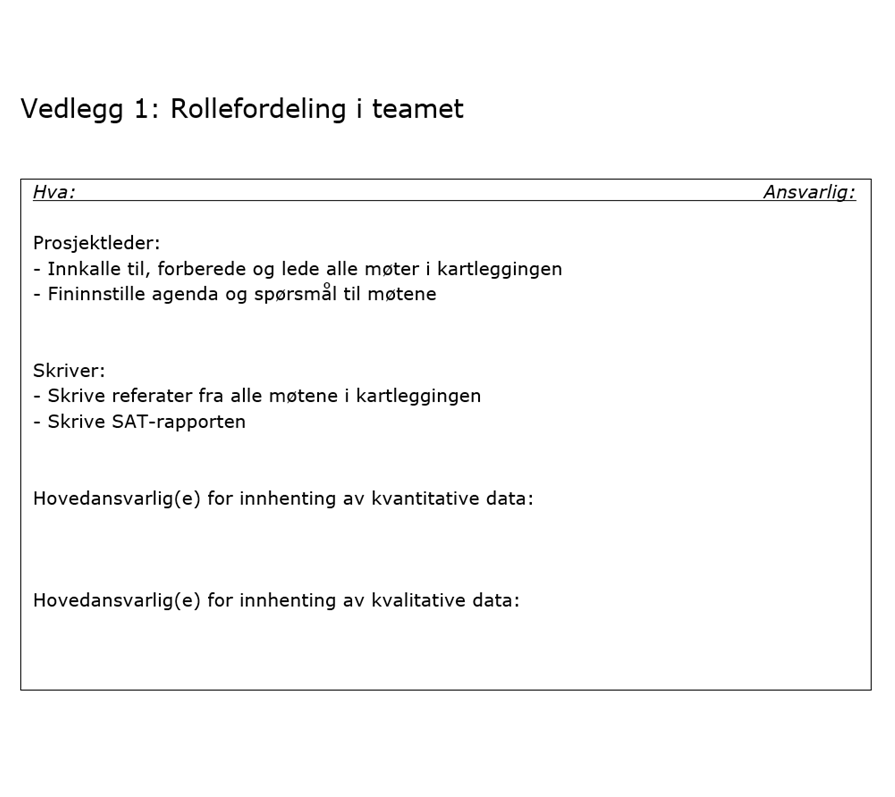 Vedlegg 1: Rollefordeling i teamet
Hva: Ansvarlig:
Prosjektleder:
- Innkalle til, forberede og lede alle møter i kartleggingen
- Fininnstille agenda og spørsmål til møtene
Skriver:
- Skrive referater fra alle møtene i kartleggingen
- Skrive SAT-rapporten
Hovedansvarlig(e) for innhenting av kvantitative data:
Hovedansvarlig(e) for innhenting av kvalitative data: